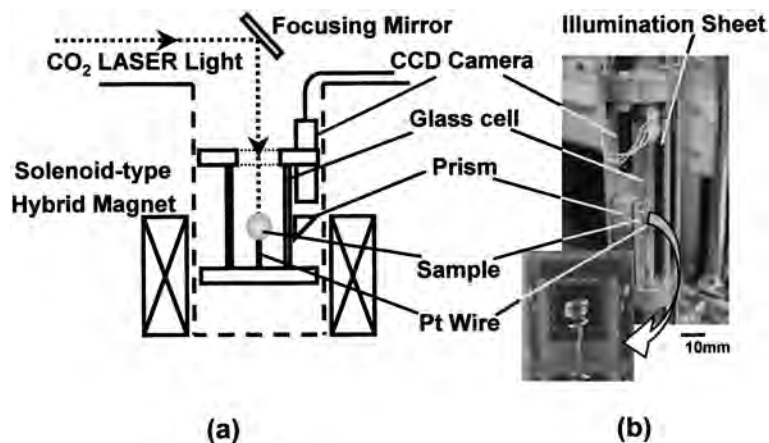 Focusing Mirror
Illumination Sheet
CO₂ LASER Light
CCD Camera
Glass cell
Solenoid-type
Hybrid Magnet
Prism
Sample
Pt Wire
10mm
(a)
(b)